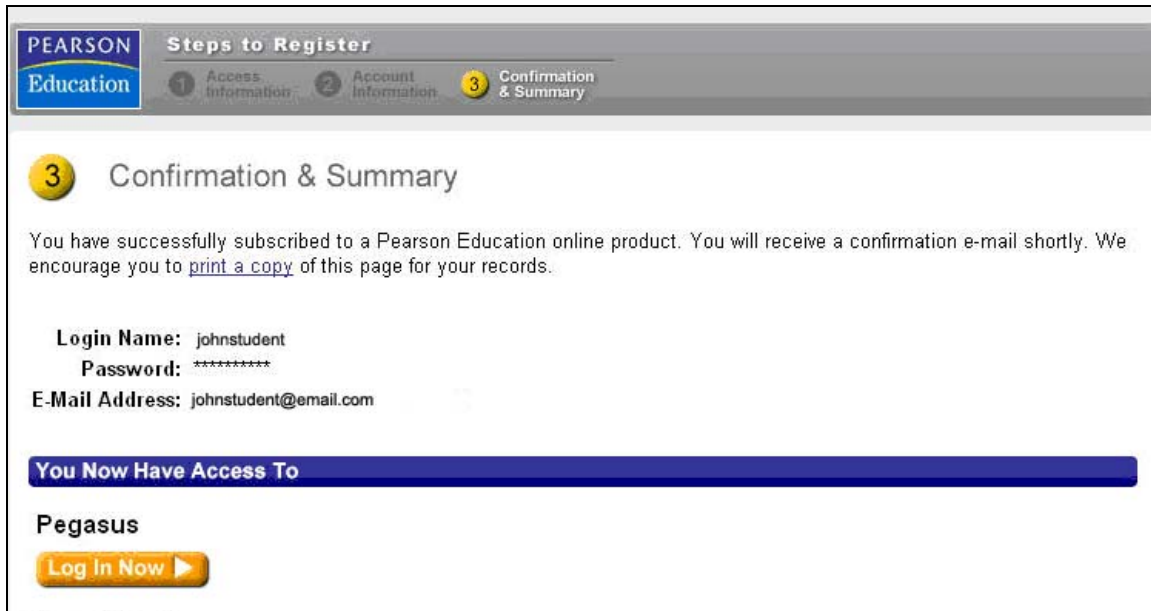 PEARSON
Education
Steps to Register
1 Access Information 2 Account Information 3 Confirmation & Summary
3 Confirmation & Summary
You have successfully subscribed to a Pearson Education online product. You will receive a confirmation e-mail shortly. We
encourage you to print a copy of this page for your records.
Login Name: johnstudent
Password: **********
E-Mail Address: johnstudent@email.com
You Now Have Access To
Pegasus
Log In Now